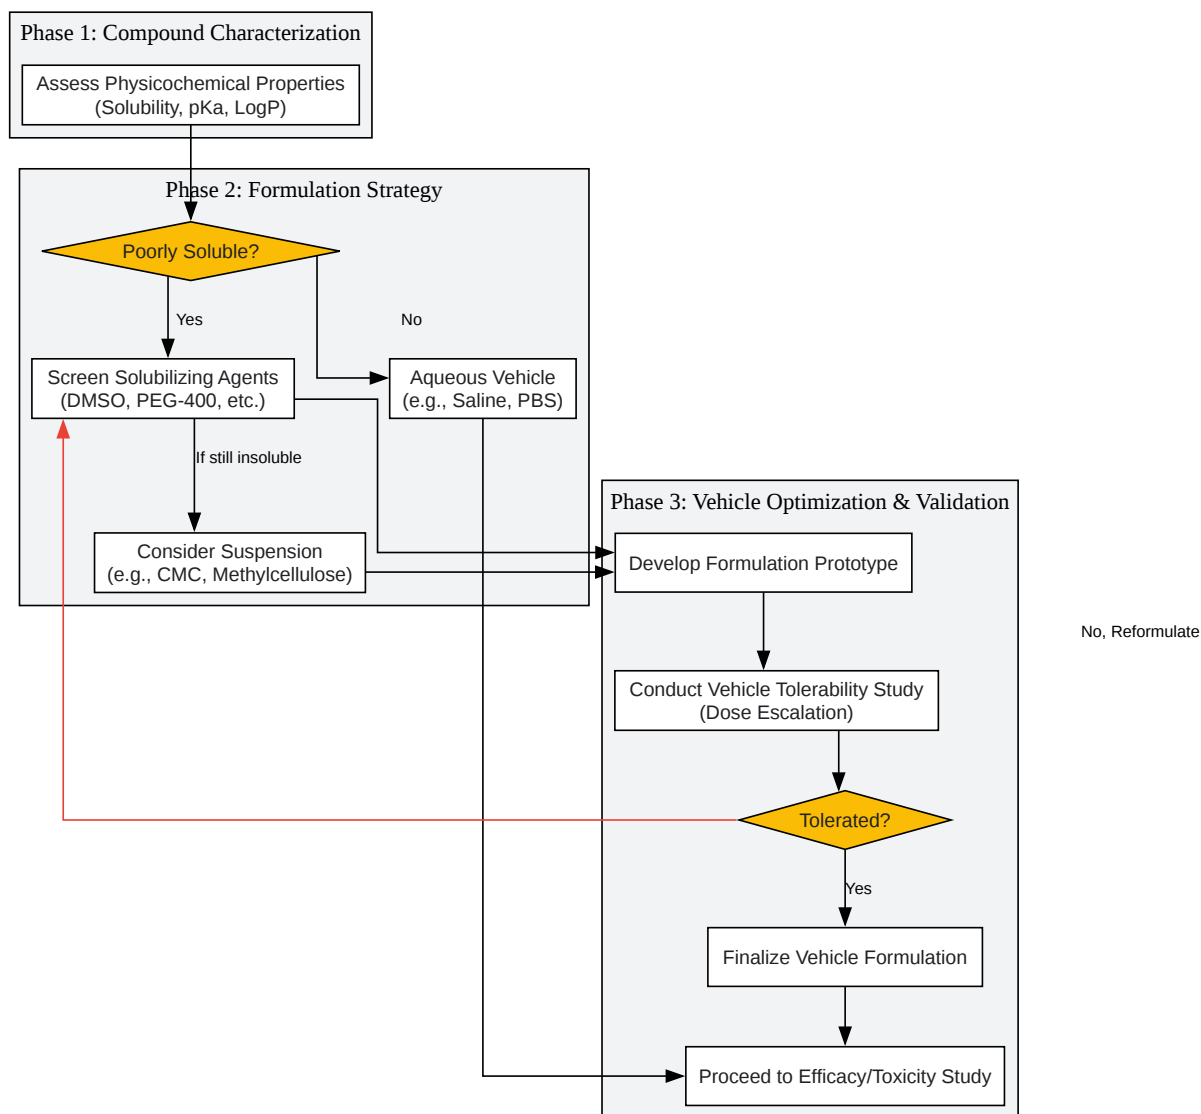 Phase 1: Compound Characterization
Assess Physicochemical Properties
(Solubility, pKa, LogP)
Phase 2: Formulation Strategy
Poorly Soluble?
Yes
No
Screen Solubilizing Agents
(DMSO, PEG-400, etc.)
Aqueous Vehicle
(e.g., Saline, PBS)
If still insoluble
Consider Suspension
(e.g., CMC, Methylcellulose)
Phase 3: Vehicle Optimization & Validation
Develop Formulation Prototype
No, Reformulate
Conduct Vehicle Tolerability Study
(Dose Escalation)
Tolerated?
Yes
Finalize Vehicle Formulation
Proceed to Efficacy/Toxicity Study